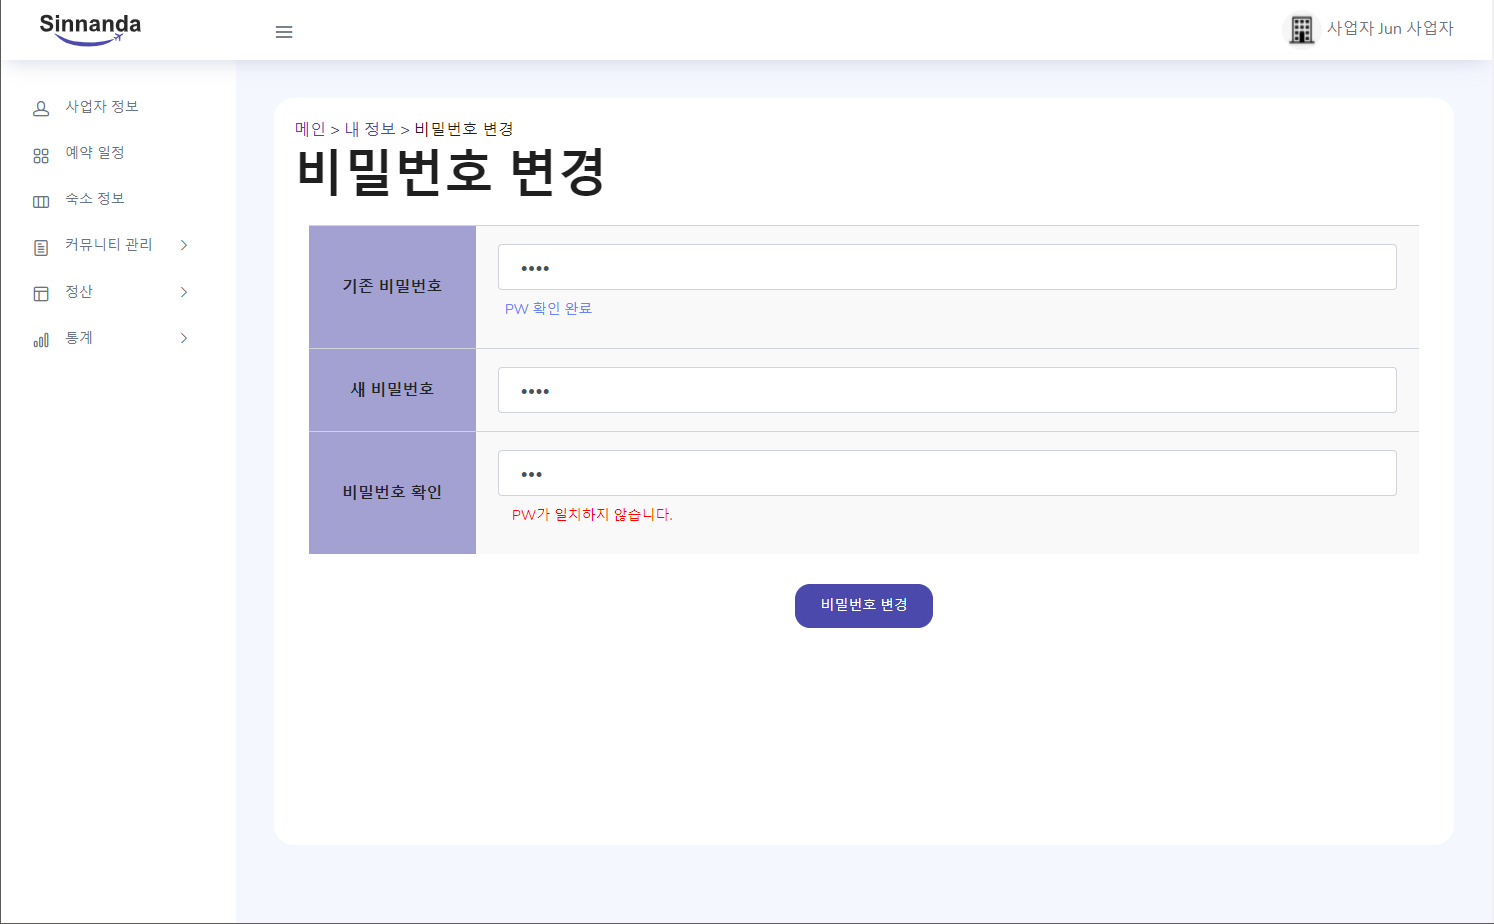 Sinnanda
사업자 Jun 사업자
사업자 정보
예약 일정
숙소 정보
커뮤니티 관리
정산
통계
메인 > 내 정보 > 비밀번호 변경
비밀번호 변경
기존 비밀번호
••••
PW 확인 완료
새 비밀번호
••••
비밀번호 확인
•••
PW가 일치하지 않습니다.
비밀번호 변경